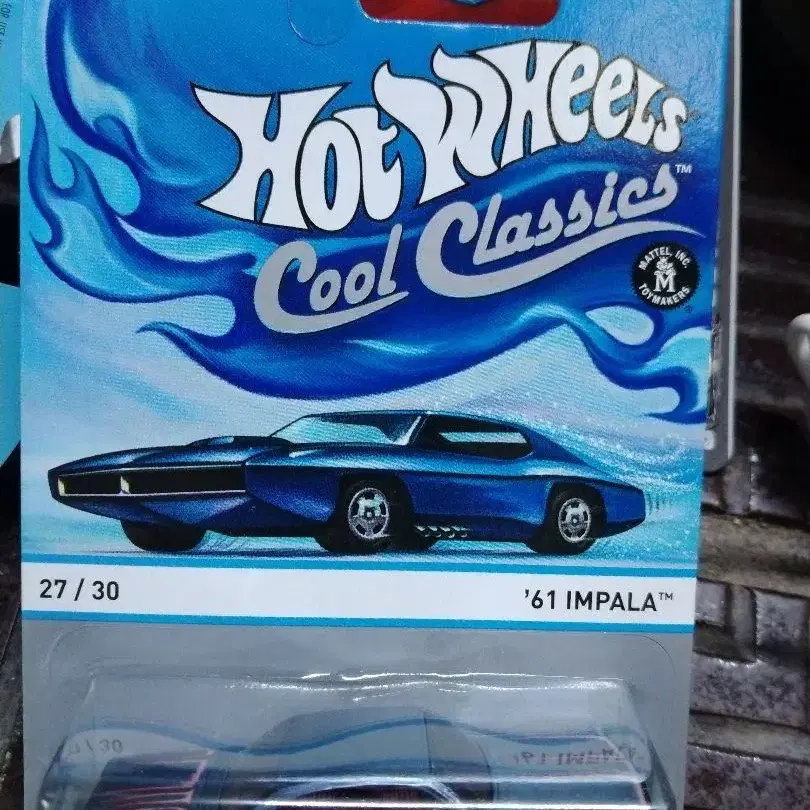 Hot Wheels
Cool Classics™
MATTEL, INC.
M
TOYMAKERS
27 / 30
'61 IMPALA™